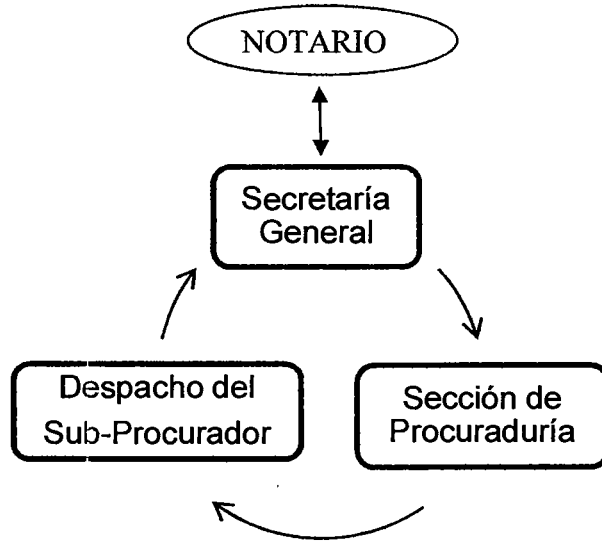 NOTARIO
Secretaría
General
Despacho del
Sub-Procurador
Sección de
Procuraduría